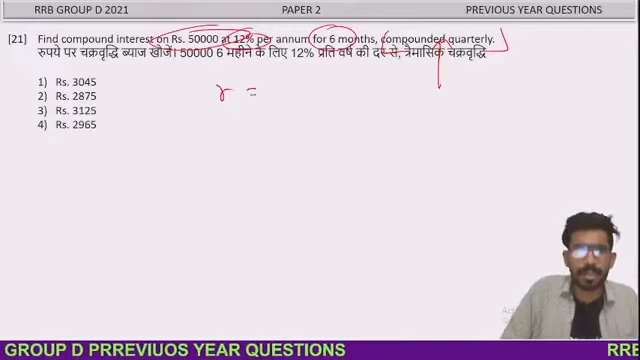 RRB GROUP D 2021 PAPER 2 PREVIOUS YEAR QUESTIONS
[21] Find compound interest on Rs. 50000 at 12% per annum for 6 months, compounded quarterly.
रुपये पर चक्रवृद्धि ब्याज खोजें। 50000 6 महीने के लिए 12% प्रति वर्ष की दर से, त्रैमासिक चक्रवृद्धि
1) Rs. 3045
2) Rs. 2875
3) Rs. 3125
4) Rs. 2965
r =
GROUP D PRREVIUOS YEAR QUESTIONS RRB